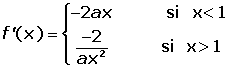 f'(x) = { -2ax si x<1
-2/ax² si x>1